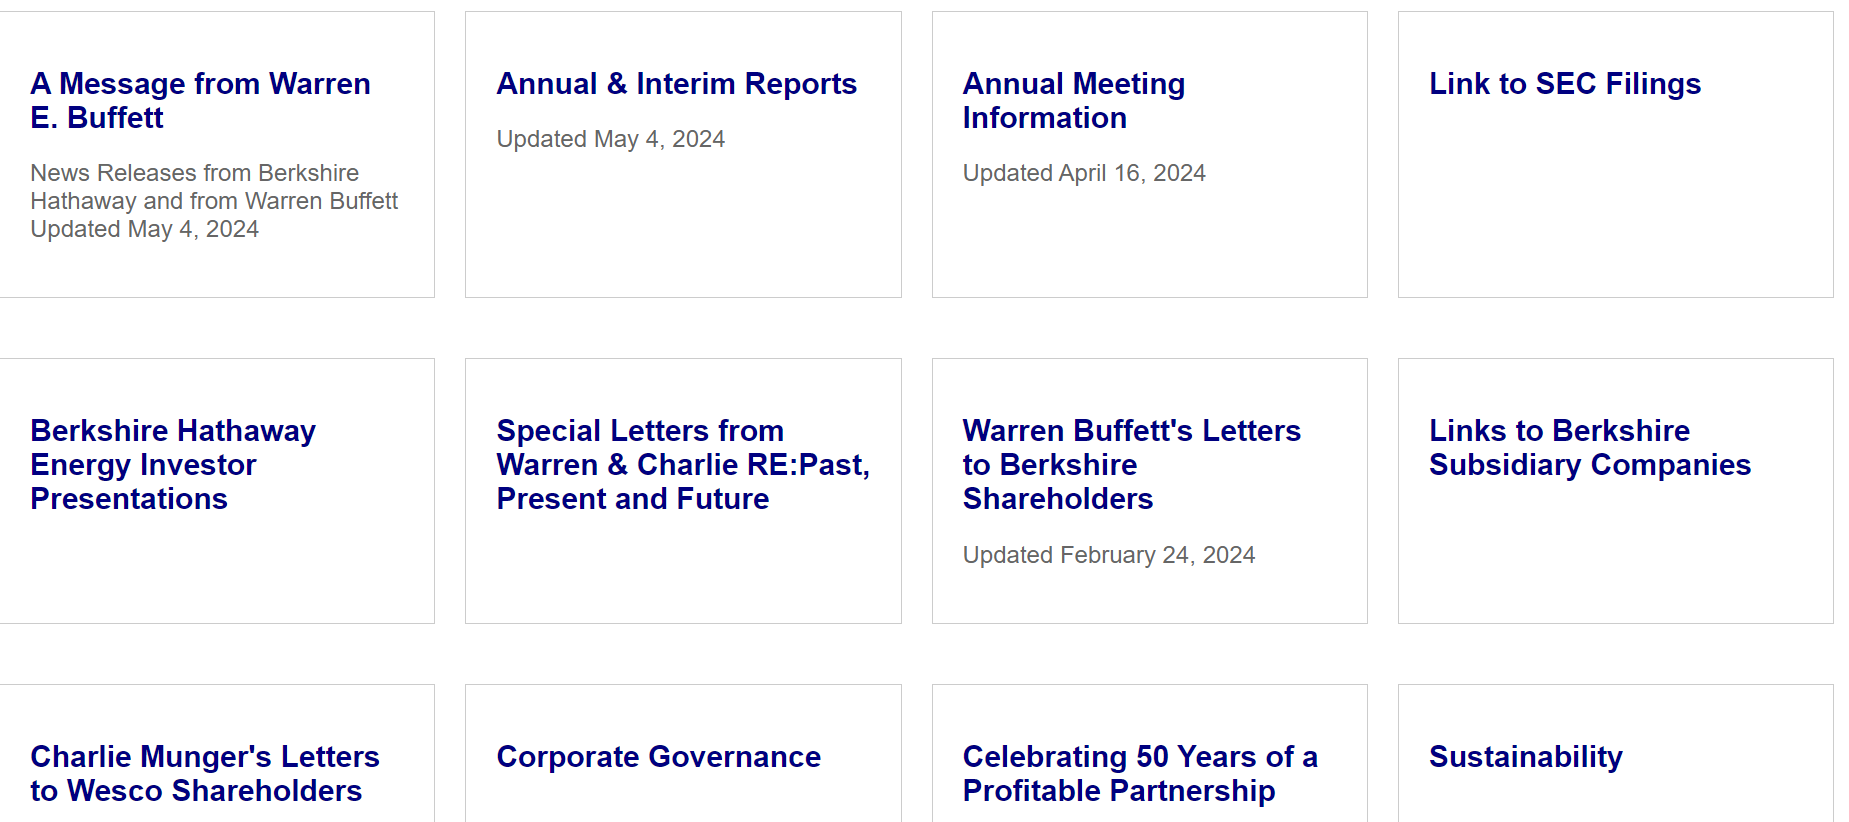 A Message from Warren
E. Buffett
News Releases from Berkshire
Hathaway and from Warren Buffett
Updated May 4, 2024
Annual & Interim Reports
Updated May 4, 2024
Annual Meeting
Information
Updated April 16, 2024
Link to SEC Filings
Berkshire Hathaway
Energy Investor
Presentations
Special Letters from
Warren & Charlie RE:Past,
Present and Future
Warren Buffett's Letters
to Berkshire
Shareholders
Updated February 24, 2024
Links to Berkshire
Subsidiary Companies
Charlie Munger's Letters
to Wesco Shareholders
Corporate Governance
Celebrating 50 Years of a
Profitable Partnership
Sustainability